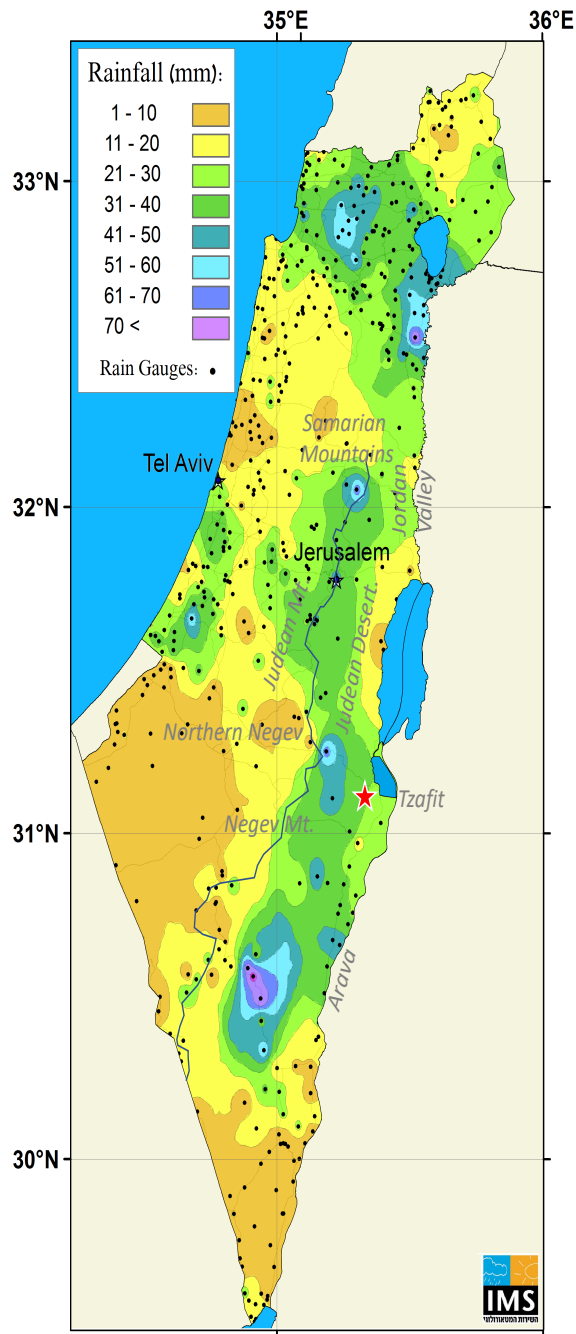 35°E 36°E
Rainfall (mm):
1 - 10
11 - 20
21 - 30
31 - 40
41 - 50
51 - 60
61 - 70
70 <
Rain Gauges:
33°N
Samarian
Mountains
Tel Aviv
Jordan
Valley
32°N
Jerusalem
Judean Mt.
Judean Desert
Northern Negev
Tzafit
Negev Mt.
31°N
Arava
30°N
IMS
השירות המטאורולוגי